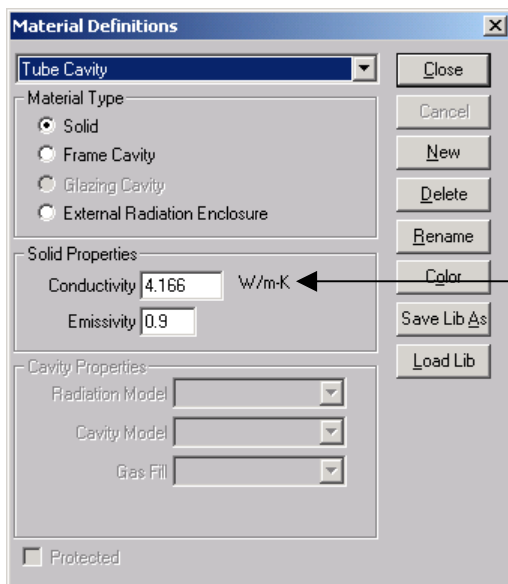 Material Definitions
Tube Cavity
Close
Material Type
Cancel
Solid
Frame Cavity
New
Glazing Cavity
Delete
External Radiation Enclosure
Rename
Solid Properties
Conductivity 4.166 W/m-K
Color
Emissivity 0.9
Save Lib As
Cavity Properties
Load Lib
Radiation Model
Cavity Model
Gas Fill
Protected